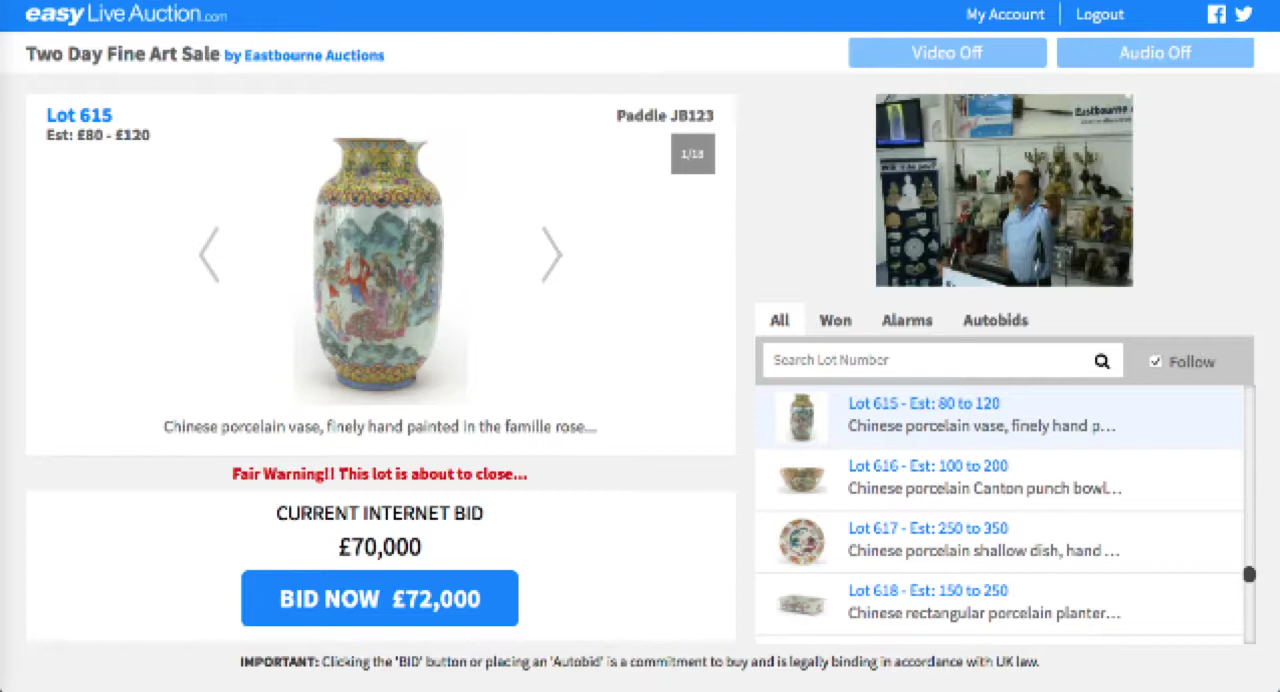 easy Live Auction.com
My Account
Logout
Two Day Fine Art Sale by Eastbourne Auctions
Video Off
Audio Off
Lot 615
Est: £80 - £120
Paddle JB123
1/18
Chinese porcelain vase, finely hand painted in the famille rose...
Fair Warning!! This lot is about to close...
CURRENT INTERNET BID
£70,000
BID NOW £72,000
Eastbourne
All
Won
Alarms
Autobids
Search Lot Number
Follow
Lot 615 - Est: 80 to 120
Chinese porcelain vase, finely hand p...
Lot 616 - Est: 100 to 200
Chinese porcelain Canton punch bowl...
Lot 617 - Est: 250 to 350
Chinese porcelain shallow dish, hand ...
Lot 618 - Est: 150 to 250
Chinese rectangular porcelain planter...
IMPORTANT: Clicking the 'BID' button or placing an 'Autobid' is a commitment to buy and is legally binding in accordance with UK law.